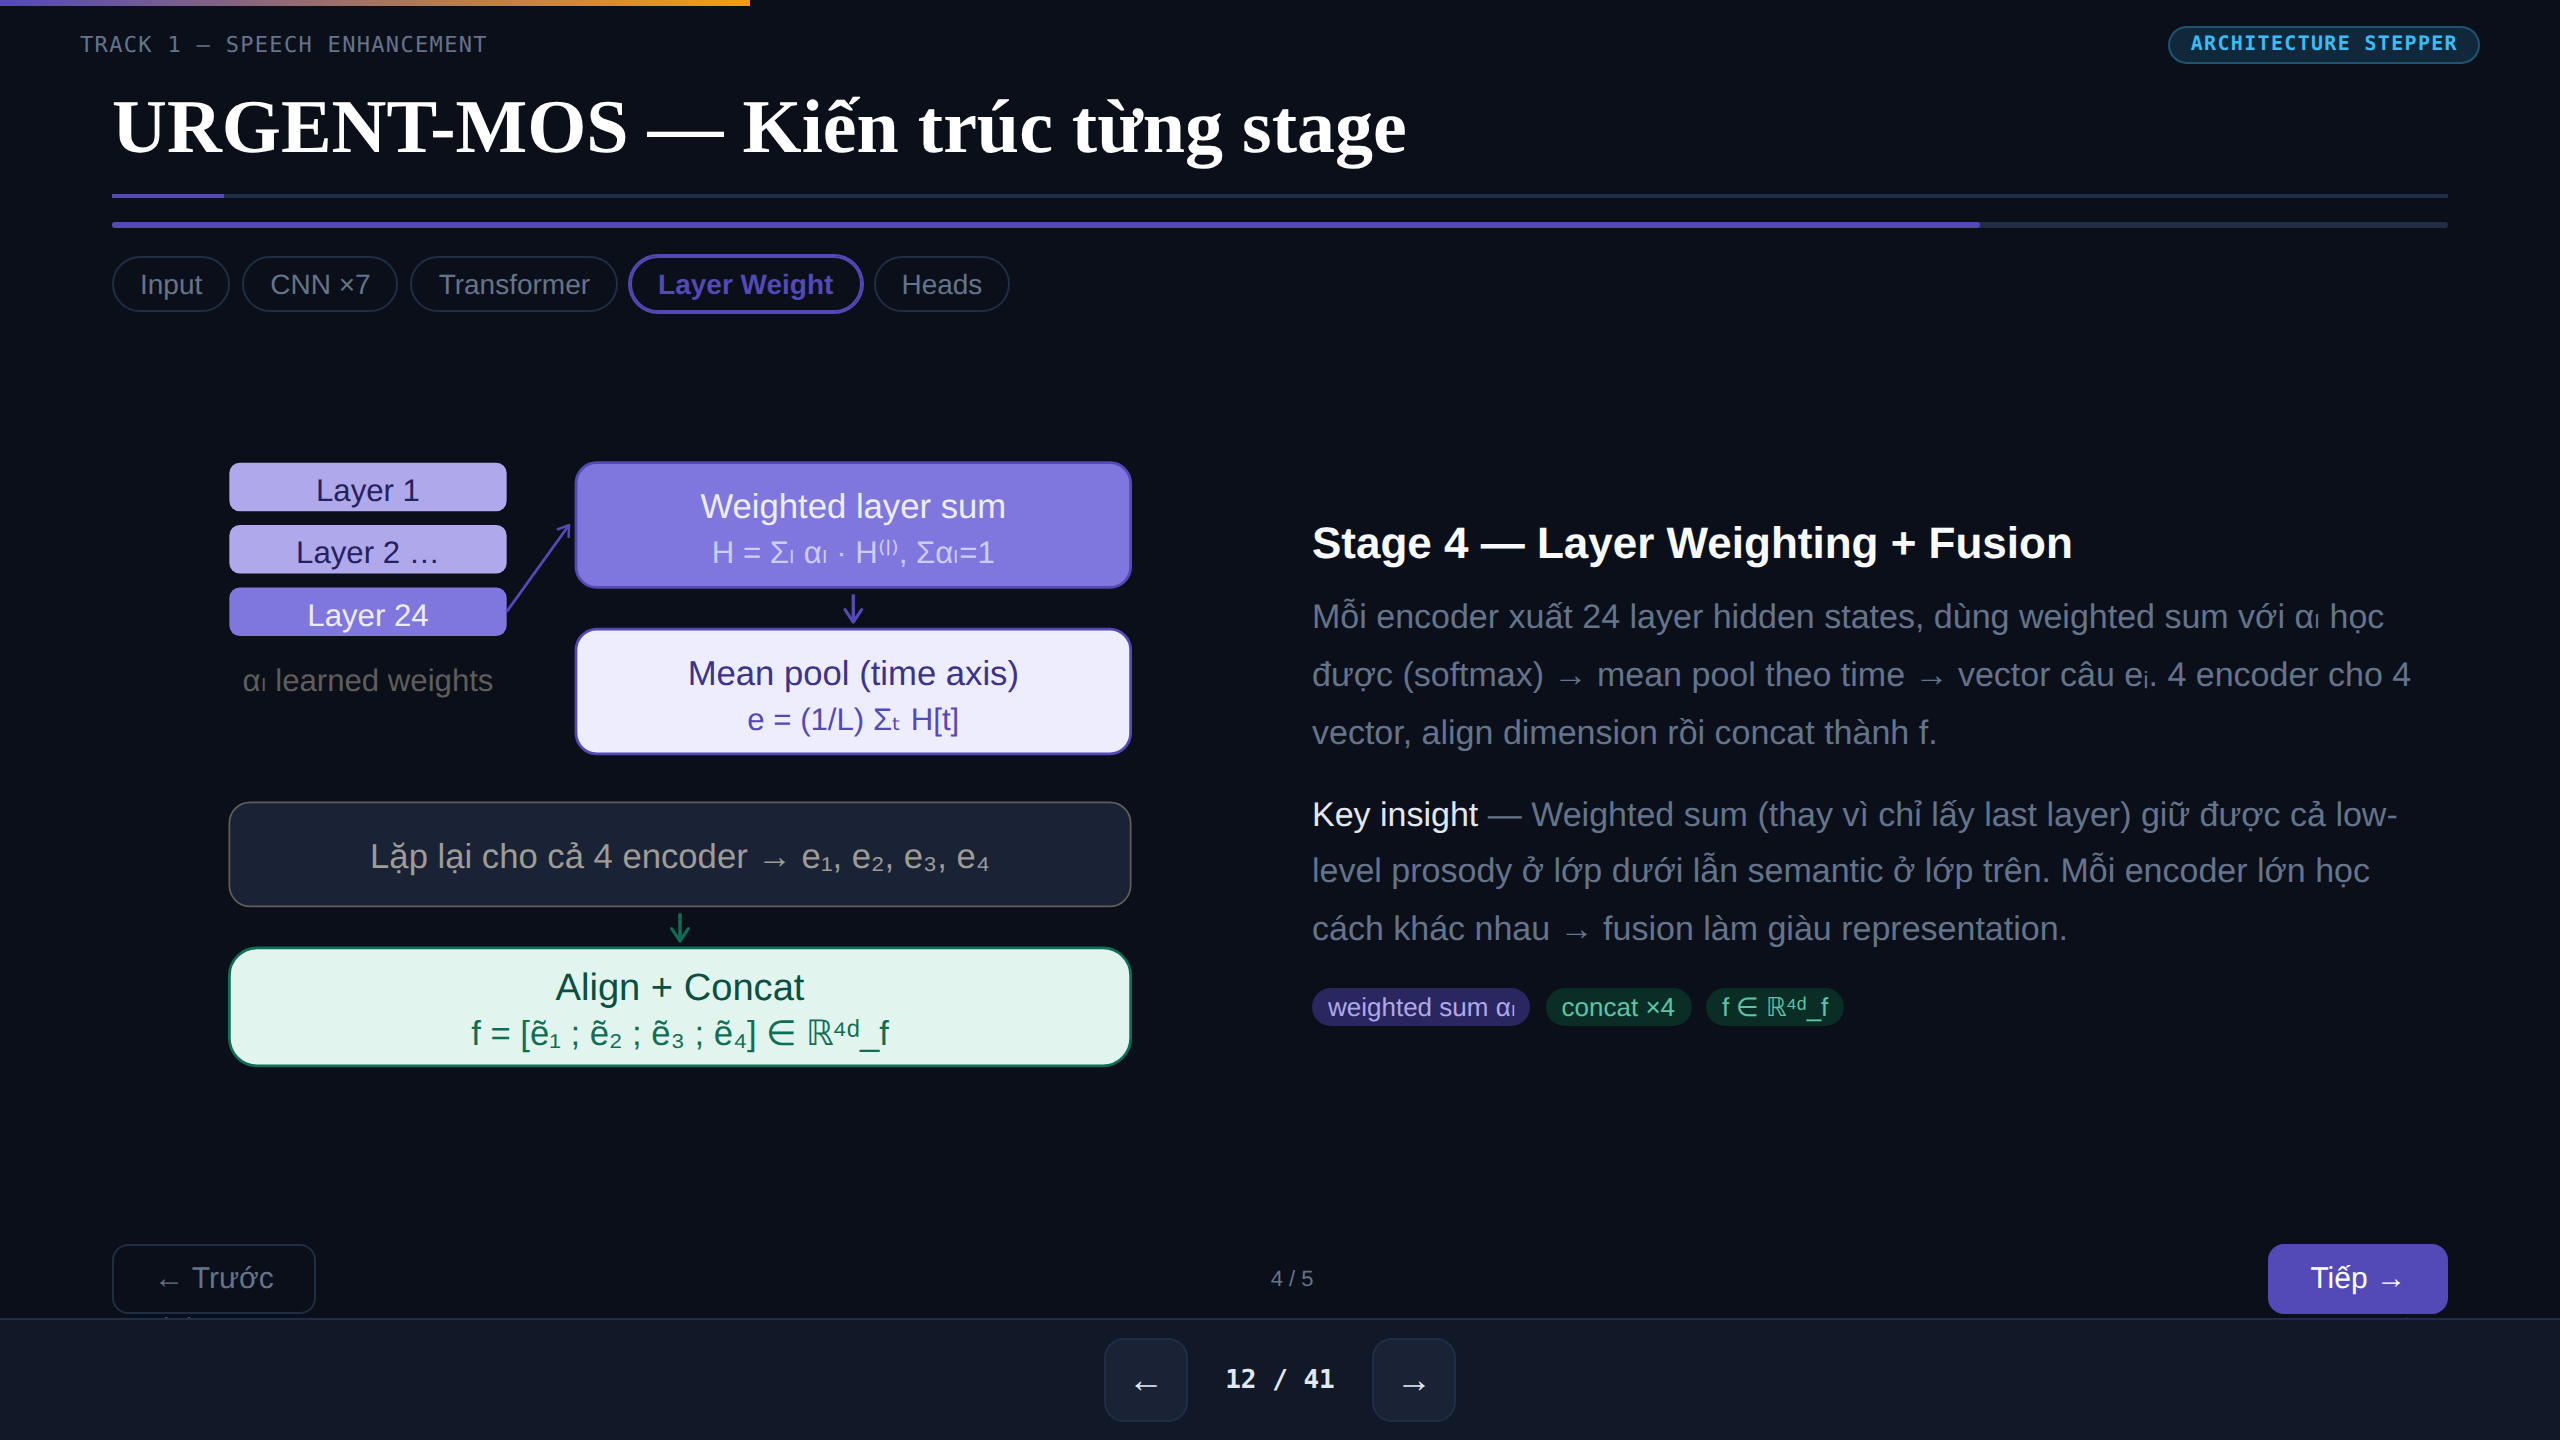 TRACK 1 — SPEECH ENHANCEMENT
ARCHITECTURE STEPPER
URGENT-MOS — Kiến trúc từng stage
Input
CNN ×7
Transformer
Layer Weight
Heads
Layer 1
Layer 2 …
Layer 24
αₗ learned weights
Weighted layer sum
H = Σₗ αₗ · H⁽ˡ⁾, Σαₗ=1
Mean pool (time axis)
e = (1/L) Σₜ H[t]
Lặp lại cho cả 4 encoder → e₁, e₂, e₃, e₄
Align + Concat
f = [ẽ₁ ; ẽ₂ ; ẽ₃ ; ẽ₄] ∈ ℝ⁴ᵈ_f
Stage 4 — Layer Weighting + Fusion
Mỗi encoder xuất 24 layer hidden states, dùng weighted sum với αₗ học
được (softmax) → mean pool theo time → vector câu eᵢ. 4 encoder cho 4
vector, align dimension rồi concat thành f.
Key insight — Weighted sum (thay vì chỉ lấy last layer) giữ được cả low-
level prosody ở lớp dưới lẫn semantic ở lớp trên. Mỗi encoder lớn học
cách khác nhau → fusion làm giàu representation.
weighted sum αₗ
concat ×4
f ∈ ℝ⁴ᵈ_f
← Trước
4 / 5
Tiếp →
←
12 / 41
→